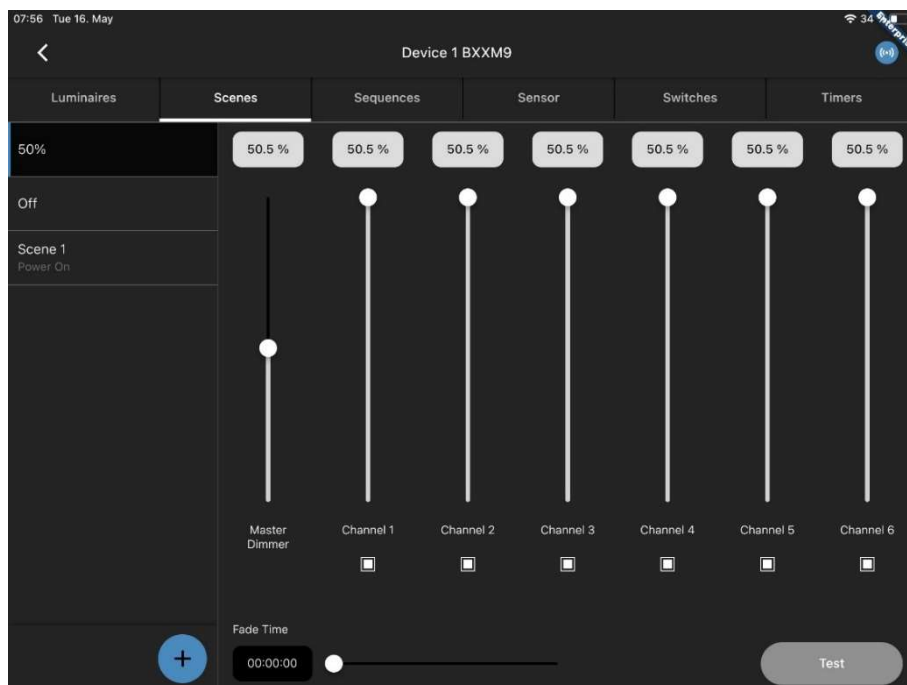 07:56 Tue 16. May
34
Enterpri
Device 1 BXXM9
Luminaires Scenes Sequences Sensor Switches Timers
50%
Off
Scene 1
Power On
50.5 % 50.5 % 50.5 % 50.5 % 50.5 % 50.5 % 50.5 %
Master Dimmer
Channel 1 Channel 2 Channel 3 Channel 4 Channel 5 Channel 6
Fade Time
00:00:00
+
Test